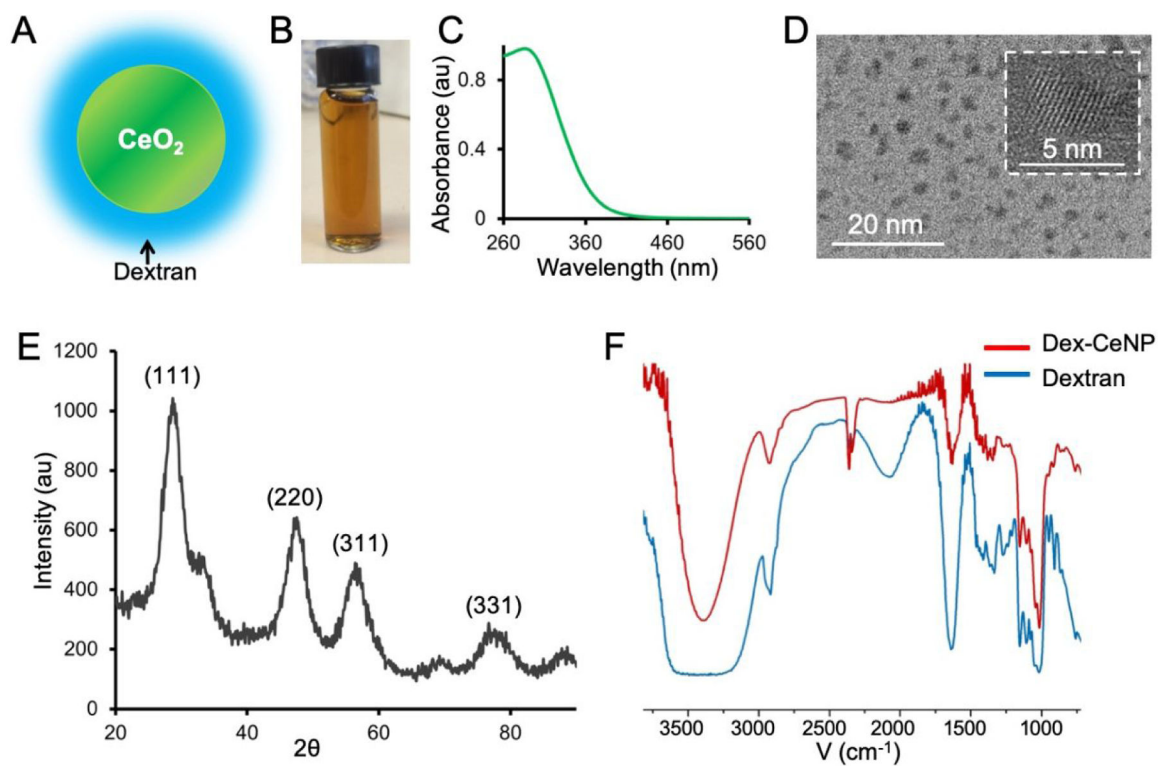 A
CeO₂
Dextran
B
C
Absorbance (au)
0.8
0.4
0
260
360
460
560
Wavelength (nm)
D
5 nm
20 nm
E
Intensity (au)
1200
1000
800
600
400
200
0
(111)
(220)
(311)
(331)
20
40
60
80
2θ
F
Dex-CeNP
Dextran
3500
3000
2500
2000
1500
1000
V (cm⁻¹)